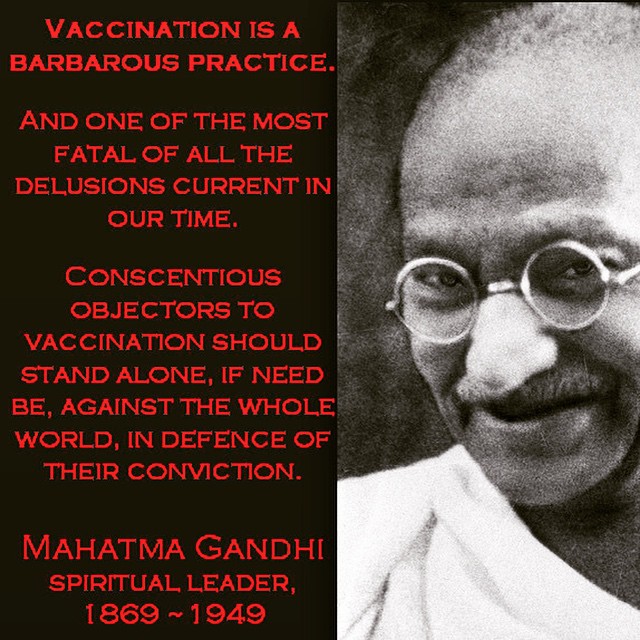 Vaccination is a
barbarous practice.
And one of the most
fatal of all the
delusions current in
our time.
Conscentious
objectors to
vaccination should
stand alone, if need
be, against the whole
world, in defence of
their conviction.
Mahatma Gandhi
spiritual leader,
1869 ~ 1949